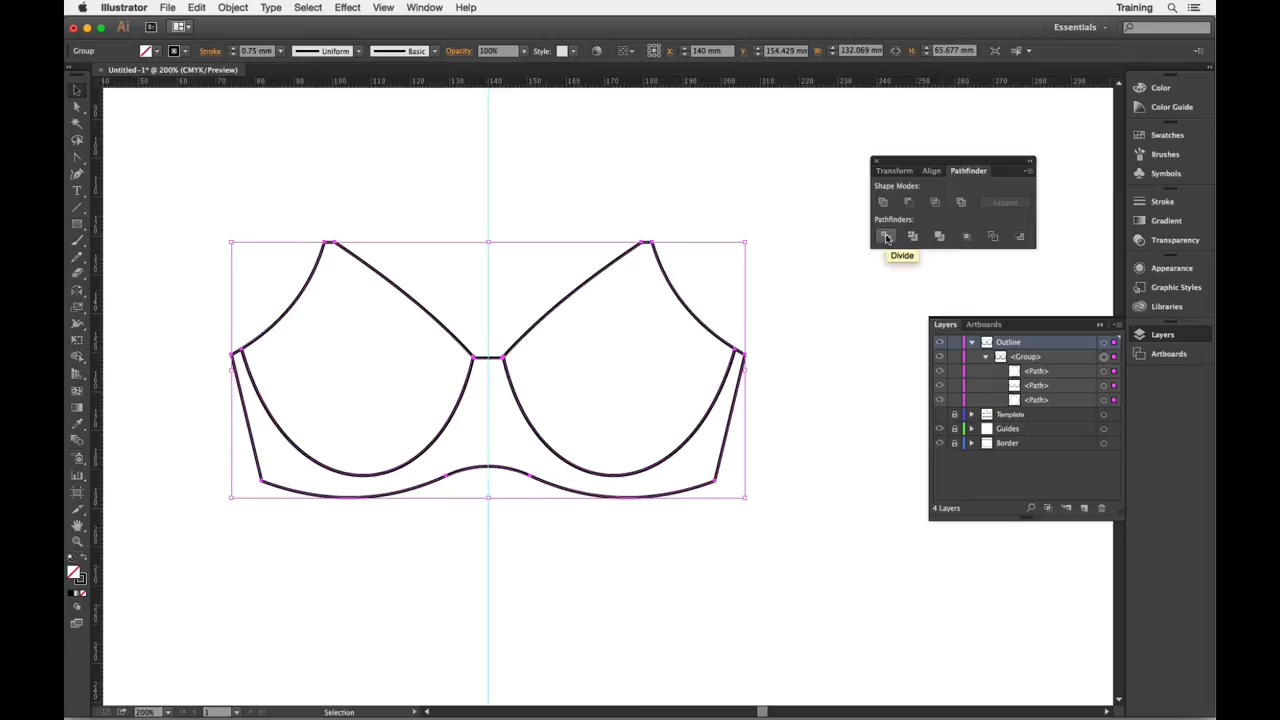 Illustrator File Edit Object Type Select Effect View Window Help Training
Ai Br Essentials
Group Stroke: 0.75 mm Uniform Basic Opacity: 100% Style: X: 140 mm Y: 154.429 mm W: 132.069 mm H: 65.677 mm
× Untitled-1* @ 200% (CMYK/Preview)
Color
Color Guide
Swatches
Brushes
Symbols
Stroke
Gradient
Transparency
Appearance
Graphic Styles
Libraries
Layers
Artboards
Transform Align Pathfinder
Shape Modes:
Expand
Pathfinders:
Divide
Layers Artboards
Outline
<Group>
<Path>
<Path>
<Path>
Template
Guides
Border
4 Layers
200% 1 Selection